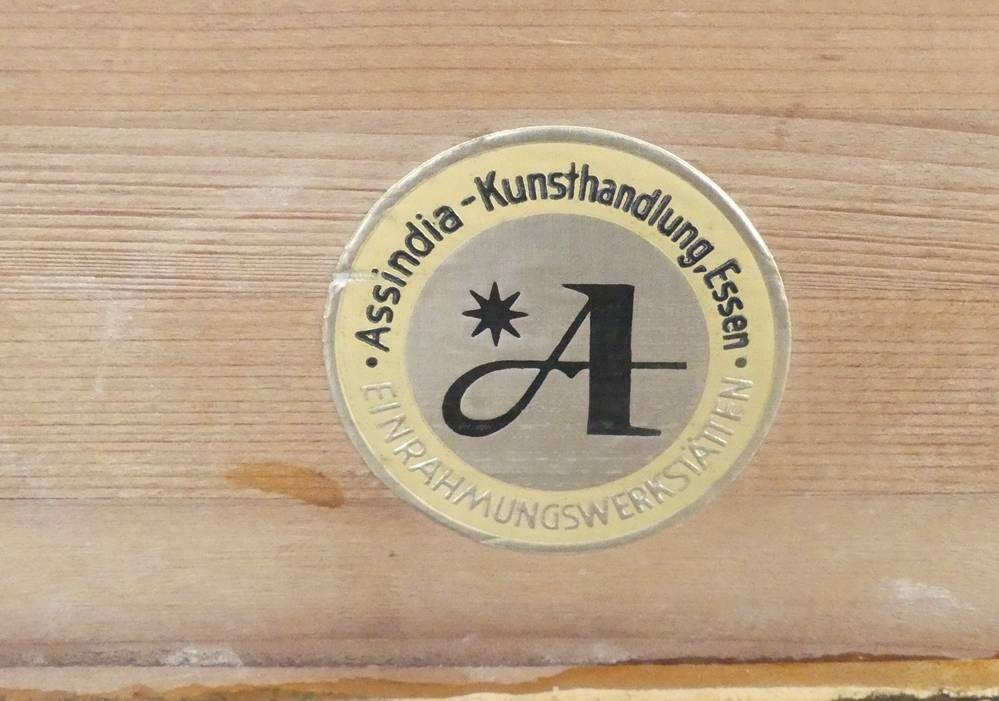 • Assindia-Kunsthandlung, Essen •
EINRAHMUNGSWERKSTÄTTEN
A